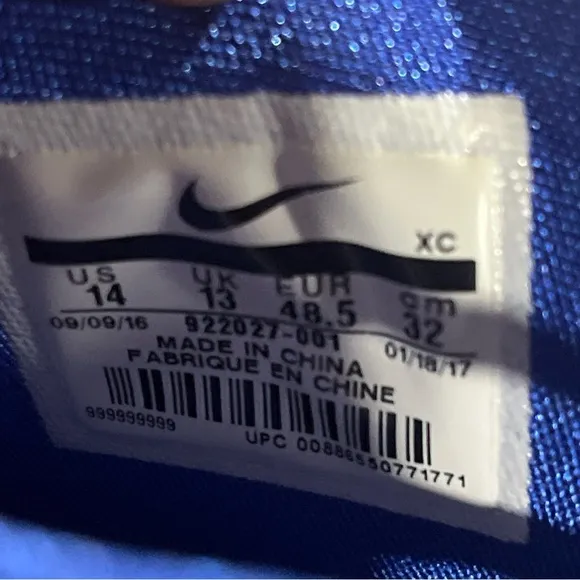 XC
US UK EUR cm
14 13 48.5 32
09/09/16 922027-001 01/18/17
MADE IN CHINA
FABRIQUE EN CHINE
999999999
UPC 00886550771771